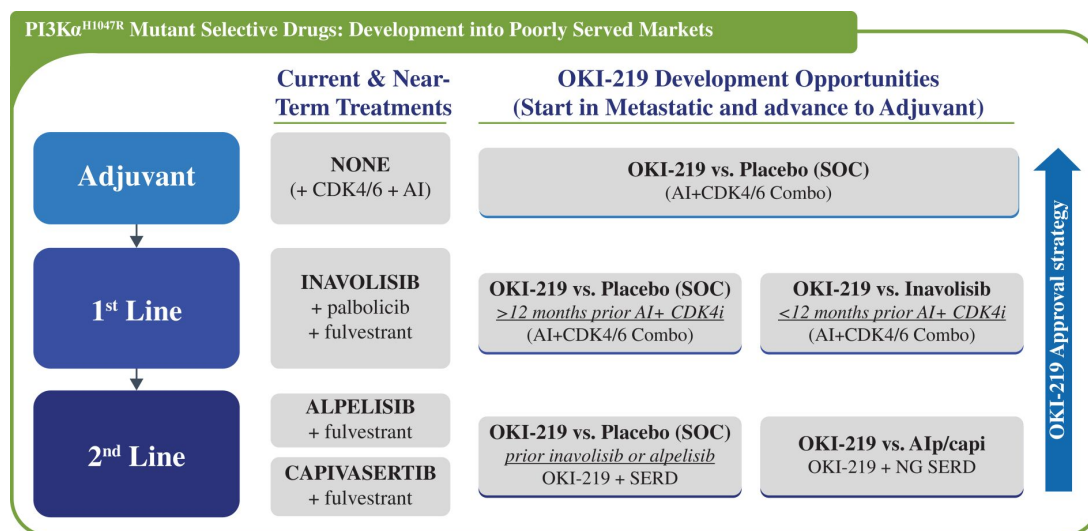 PI3Kα^H1047R Mutant Selective Drugs: Development into Poorly Served Markets
Current & Near-
Term Treatments
OKI-219 Development Opportunities
(Start in Metastatic and advance to Adjuvant)
Adjuvant
NONE
(+ CDK4/6 + AI)
OKI-219 vs. Placebo (SOC)
(AI+CDK4/6 Combo)
1st Line
INAVOLISIB
+ palbolicib
+ fulvestrant
OKI-219 vs. Placebo (SOC)
>12 months prior AI+ CDK4i
(AI+CDK4/6 Combo)
OKI-219 vs. Inavolisib
<12 months prior AI+ CDK4i
(AI+CDK4/6 Combo)
2nd Line
ALPELISIB
+ fulvestrant
CAPIVASERTIB
+ fulvestrant
OKI-219 vs. Placebo (SOC)
prior inavolisib or alpelisib
OKI-219 + SERD
OKI-219 vs. AIp/capi
OKI-219 + NG SERD
OKI-219 Approval strategy